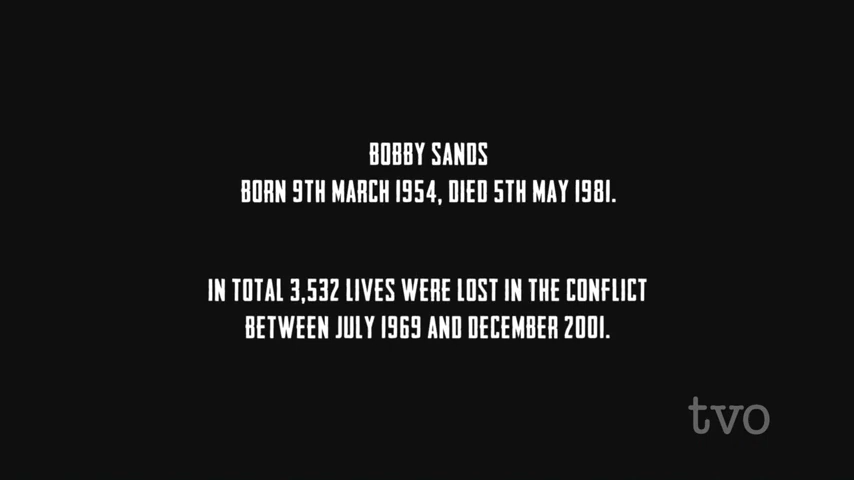 BOBBY SANDS
BORN 9TH MARCH 1954, DIED 5TH MAY 1981.
IN TOTAL 3,532 LIVES WERE LOST IN THE CONFLICT
BETWEEN JULY 1969 AND DECEMBER 2001.
tvo